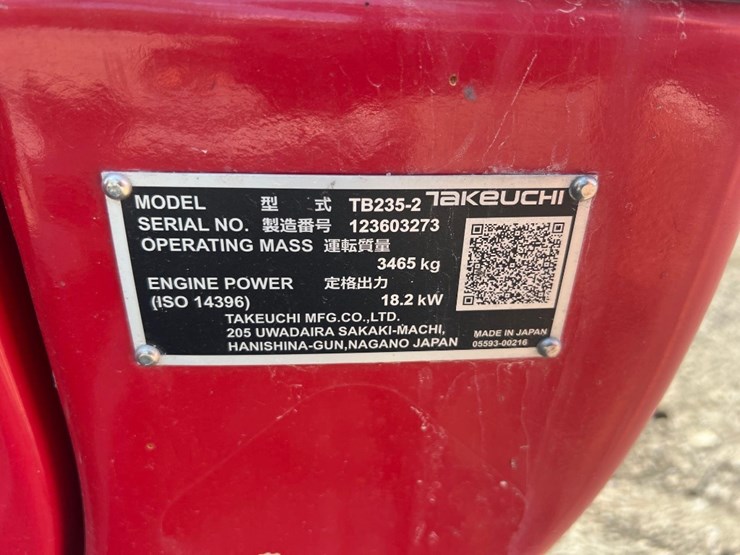 MODEL 型 式 TB235-2 TAKEUCHI
SERIAL NO. 製造番号 123603273
OPERATING MASS 運転質量
3465 kg
ENGINE POWER 定格出力
(ISO 14396) 18.2 kW
TAKEUCHI MFG.CO.,LTD.
205 UWADAIRA SAKAKI-MACHI,
HANISHINA-GUN,NAGANO JAPAN
MADE IN JAPAN
05593-00216